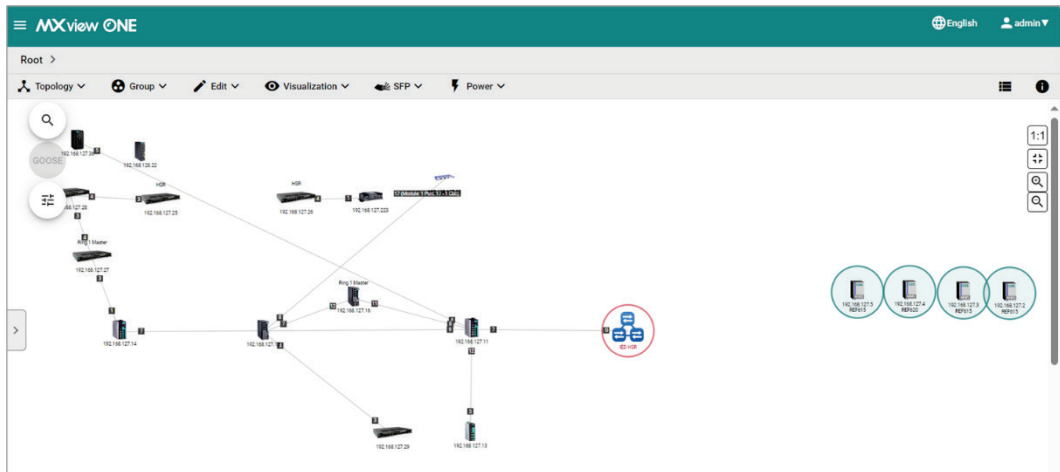 MXview ONE
English
admin
Root >
Topology
Group
Edit
Visualization
SFP
Power
1:1
GOOSE
192.168.127.30
192.168.128.22
HSR
192.168.127.28
192.168.127.25
HSR
192.168.127.26
192.168.127.223
Ring 1 Master
192.168.127.27
Ring 1 Master
192.168.127.16
192.168.127.14
192.168.127.11
IED/HSR
192.168.127.5
REF615
192.168.127.4
REF620
192.168.127.3
REF615
192.168.127.2
REF615
192.168.127.29
192.168.127.13